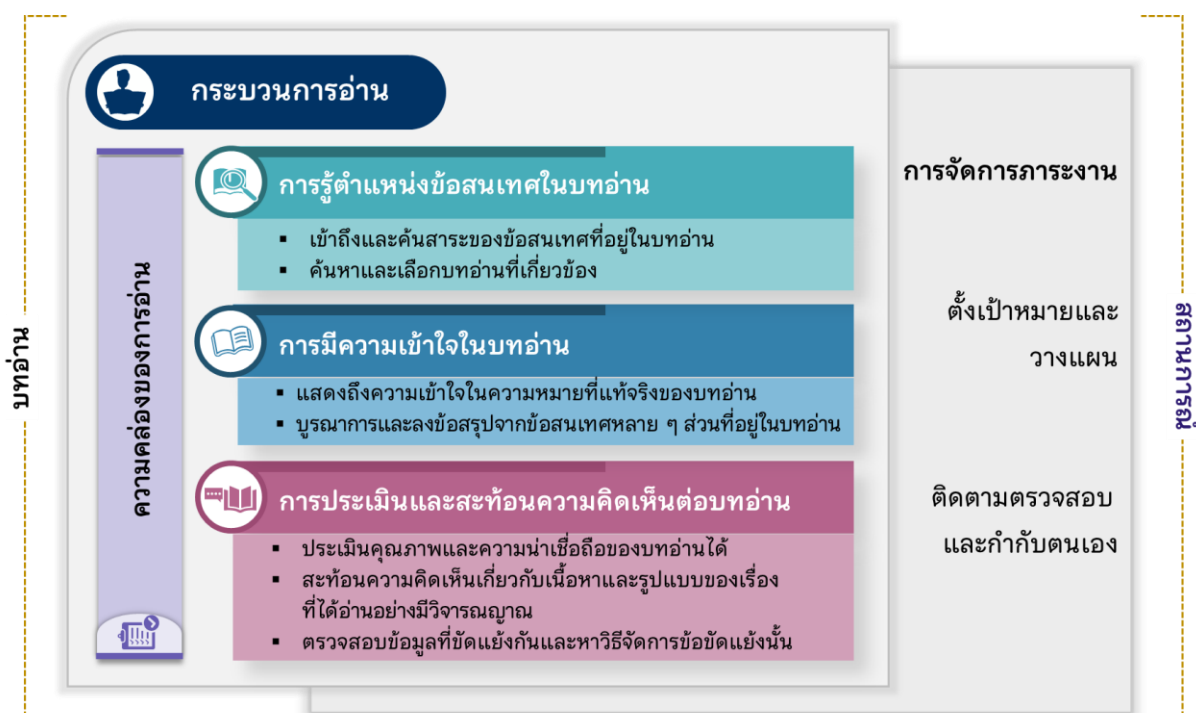 กระบวนการอ่าน
บทอ่าน
ความคล่องของการอ่าน
การรู้ตำแหน่งข้อสนเทศในบทอ่าน
▪ เข้าถึงและค้นสาระของข้อสนเทศที่อยู่ในบทอ่าน
▪ ค้นหาและเลือกบทอ่านที่เกี่ยวข้อง
การมีความเข้าใจในบทอ่าน
▪ แสดงถึงความเข้าใจในความหมายที่แท้จริงของบทอ่าน
▪ บูรณาการและลงข้อสรุปจากข้อสนเทศหลาย ๆ ส่วนที่อยู่ในบทอ่าน
การประเมินและสะท้อนความคิดเห็นต่อบทอ่าน
▪ ประเมินคุณภาพและความน่าเชื่อถือของบทอ่านได้
▪ สะท้อนความคิดเห็นเกี่ยวกับเนื้อหาและรูปแบบของเรื่อง
ที่ได้อ่านอย่างมีวิจารณญาณ
▪ ตรวจสอบข้อมูลที่ขัดแย้งกันและหาวิธีจัดการข้อขัดแย้งนั้น
การจัดการภาระงาน
ตั้งเป้าหมายและ
วางแผน
ติดตามตรวจสอบ
และกำกับตนเอง
สถานการณ์